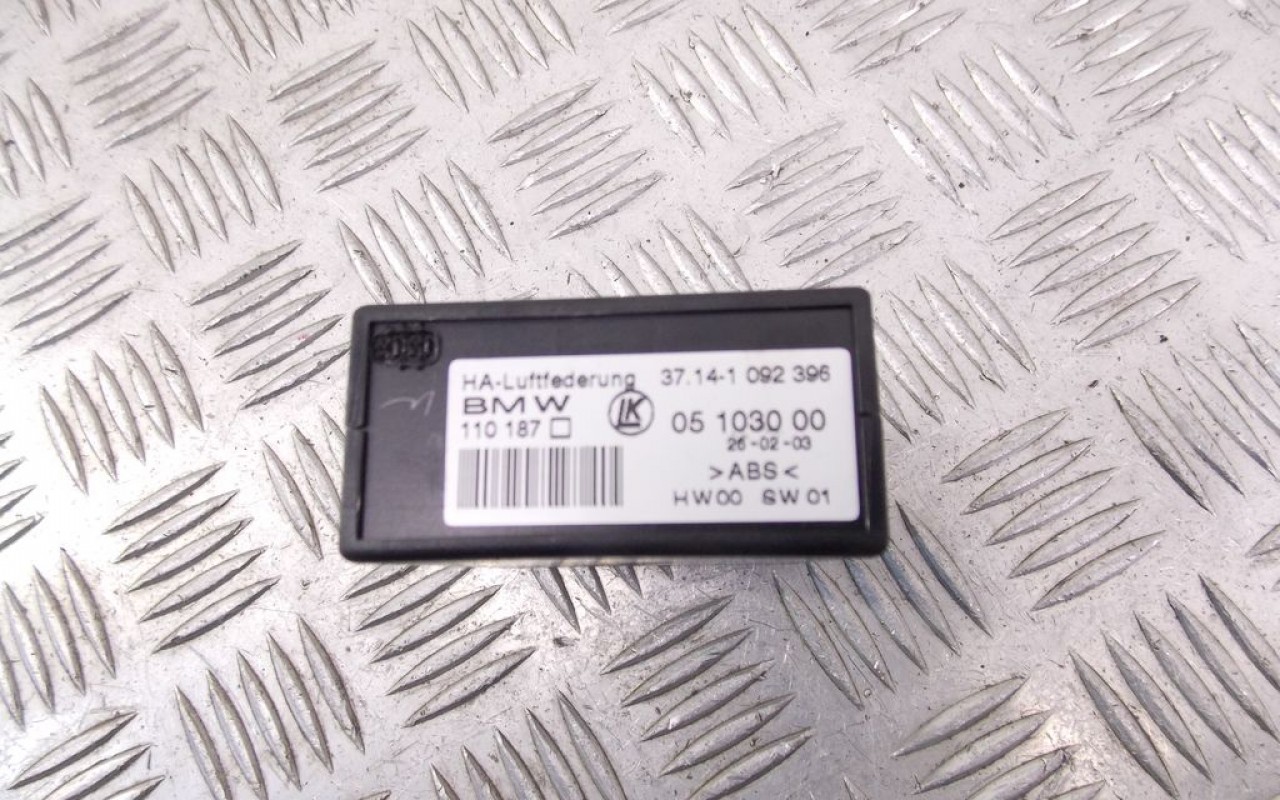 HA-Luftfederung 37.14-1 092 396
BMW LK
110 187 05 1030 00
26-02-03
>ABS<
HW00 SW01